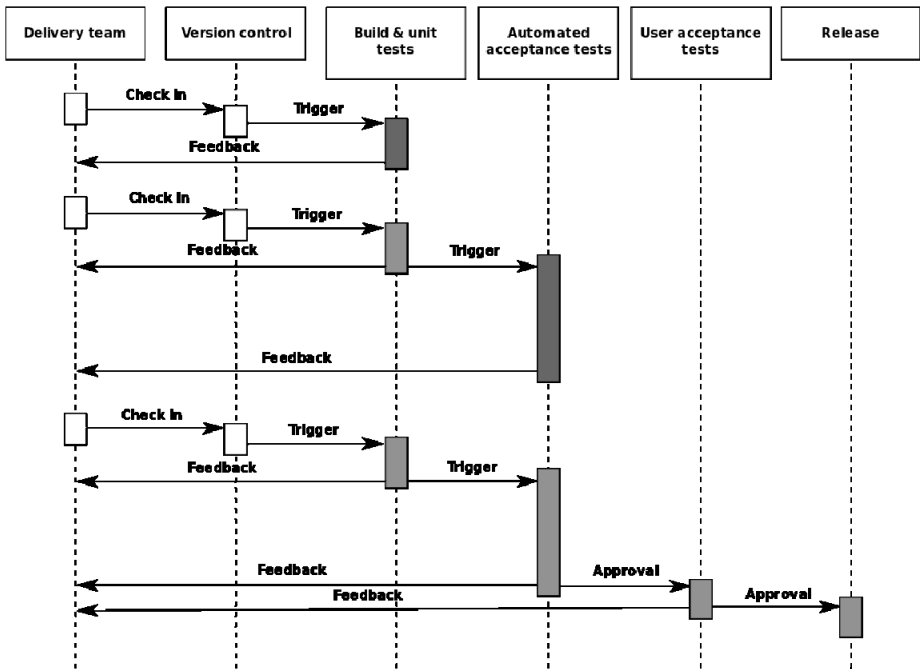 Delivery team
Version control
Build & unit
tests
Automated
acceptance tests
User acceptance
tests
Release
Check in
Trigger
Feedback
Check in
Trigger
Feedback
Trigger
Feedback
Check in
Trigger
Feedback
Trigger
Feedback
Approval
Feedback
Approval